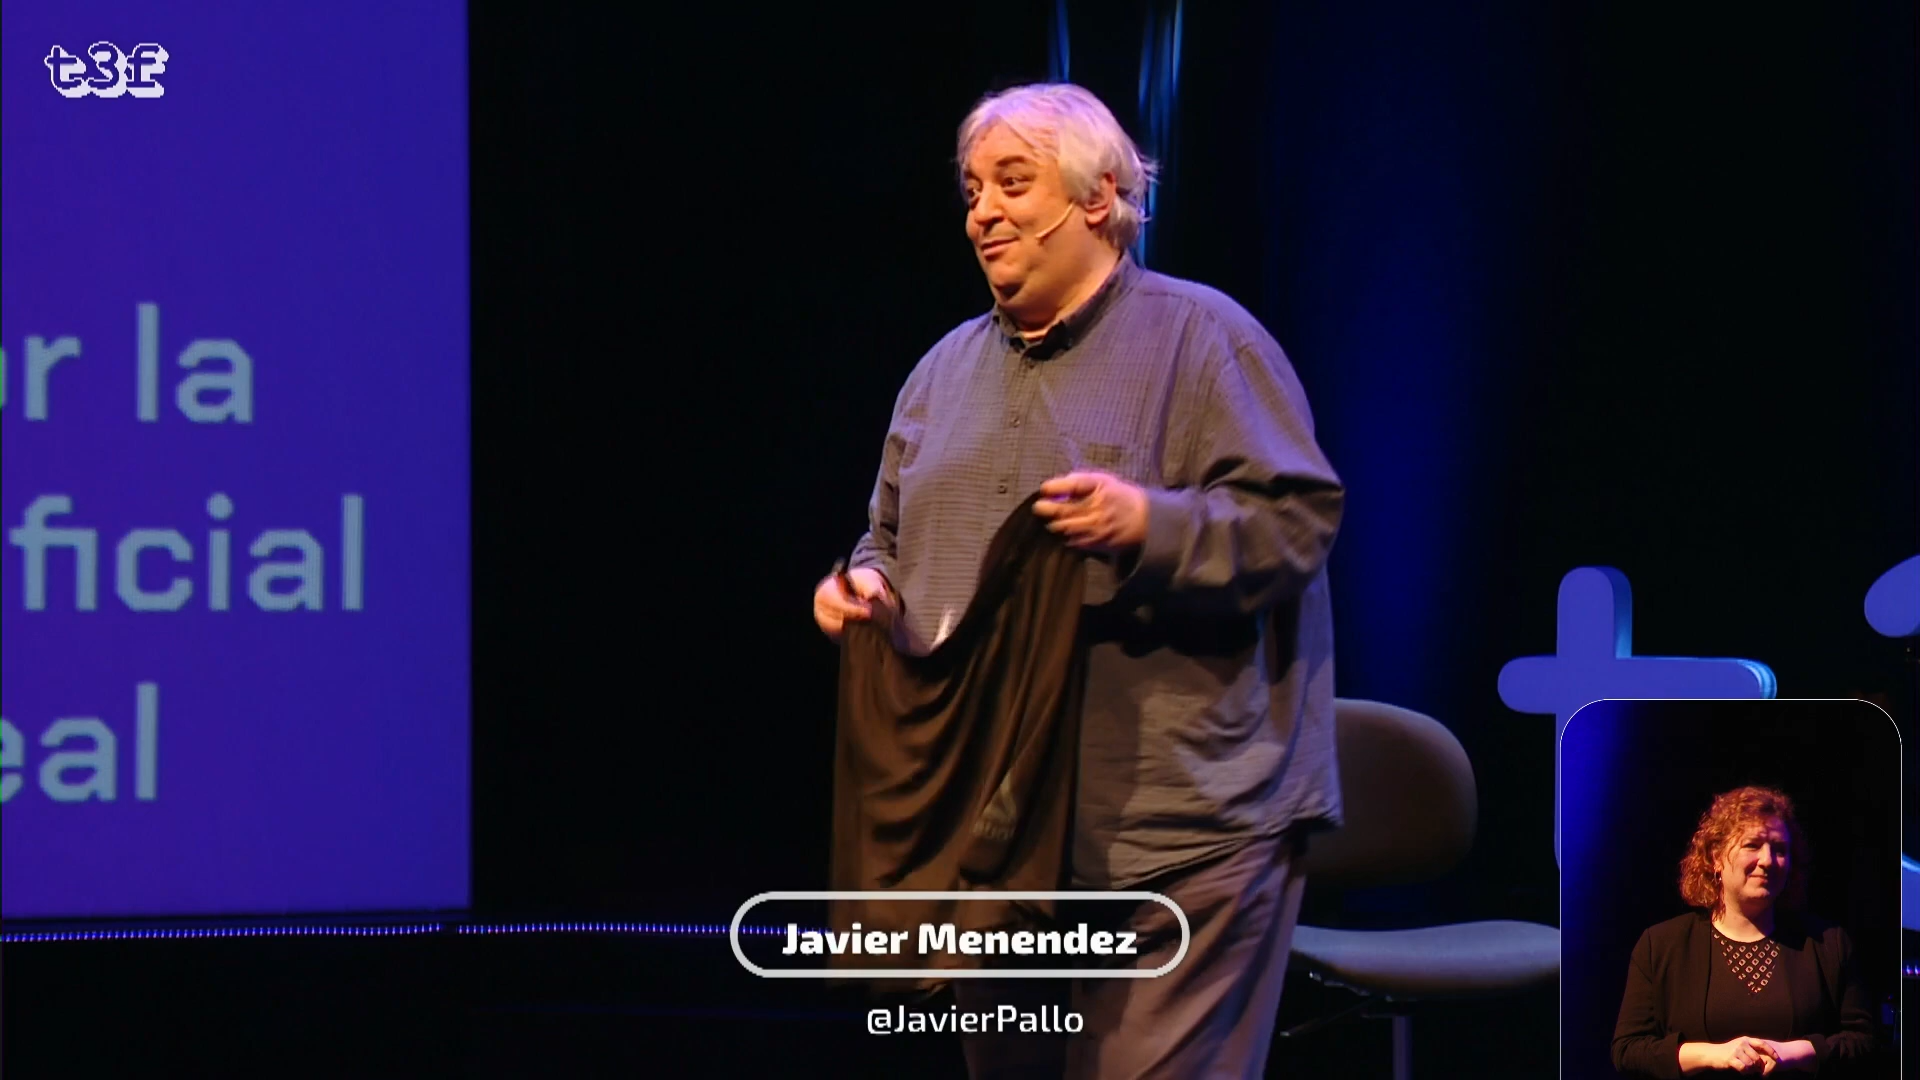 t3f
r la
ficial
eal
Javier Menendez
@JavierPallo